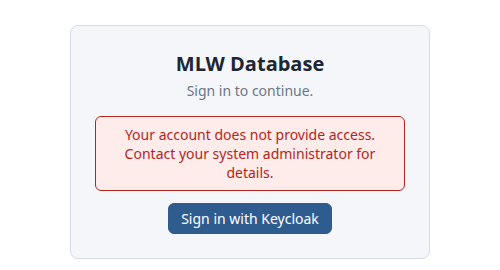 MLW Database
Sign in to continue.
Your account does not provide access.
Contact your system administrator for
details.
Sign in with Keycloak